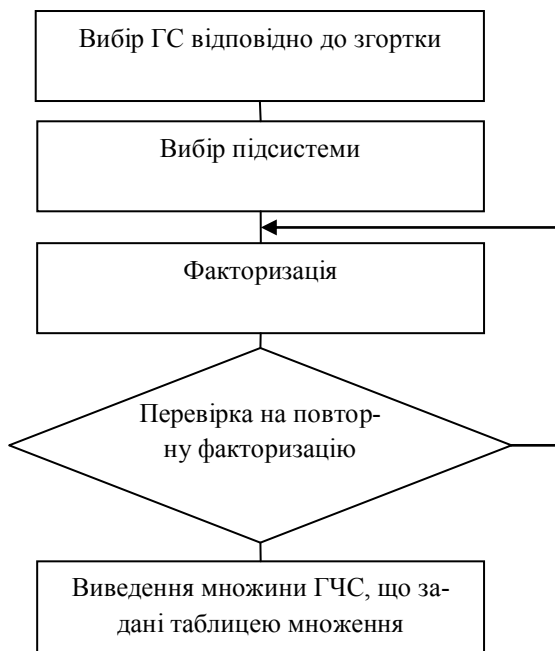 Вибір ГС відповідно до згортки
Вибір підсистеми
Факторизація
Перевірка на повтор-
ну факторизацію
Виведення множини ГЧС, що за-
дані таблицею множення